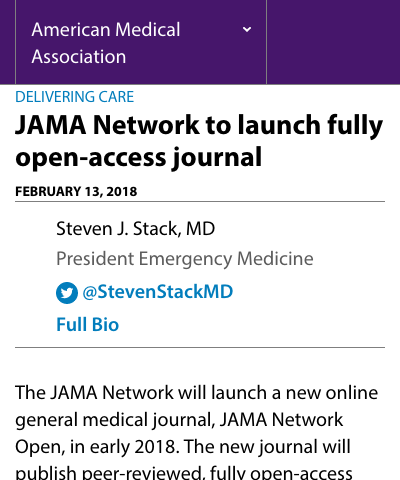 American Medical
Association
DELIVERING CARE
JAMA Network to launch fully
open-access journal
FEBRUARY 13, 2018
Steven J. Stack, MD
President Emergency Medicine
@StevenStackMD
Full Bio
The JAMA Network will launch a new online
general medical journal, JAMA Network
Open, in early 2018. The new journal will
publish peer-reviewed, fully open-access